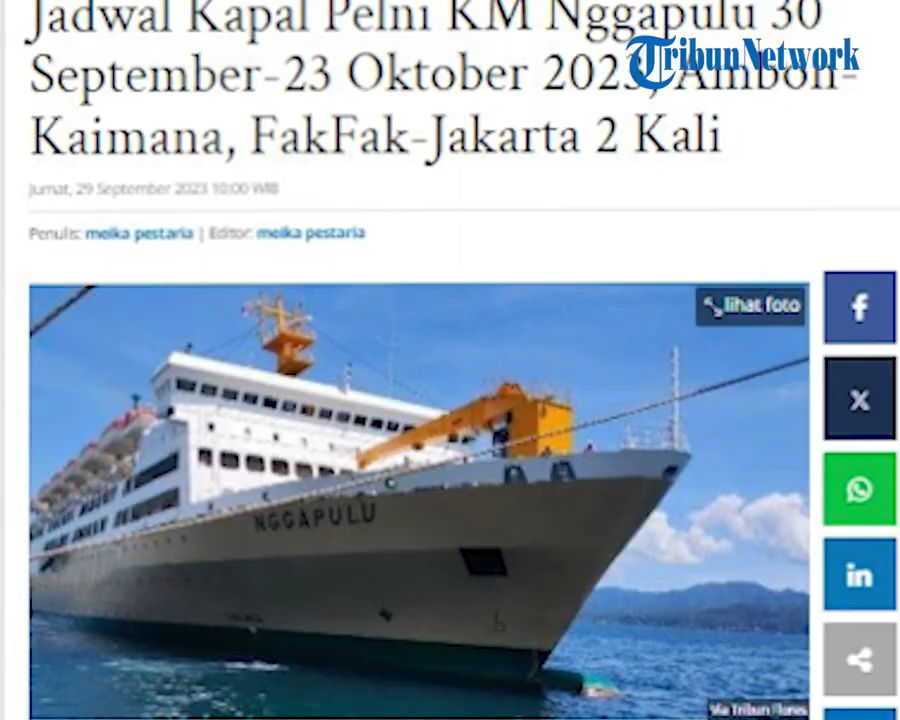 Jadwal Kapal Pelni KM Nggapulu 30
TribunNetwork
September-23 Oktober 2023, Ambon-
Kaimana, FakFak-Jakarta 2 Kali
Jumat, 29 September 2023 10:00 WIB
Penulis: meika pestaria | Editor: meika pestaria
lihat foto
NGGAPULU
Via Tribun Flores